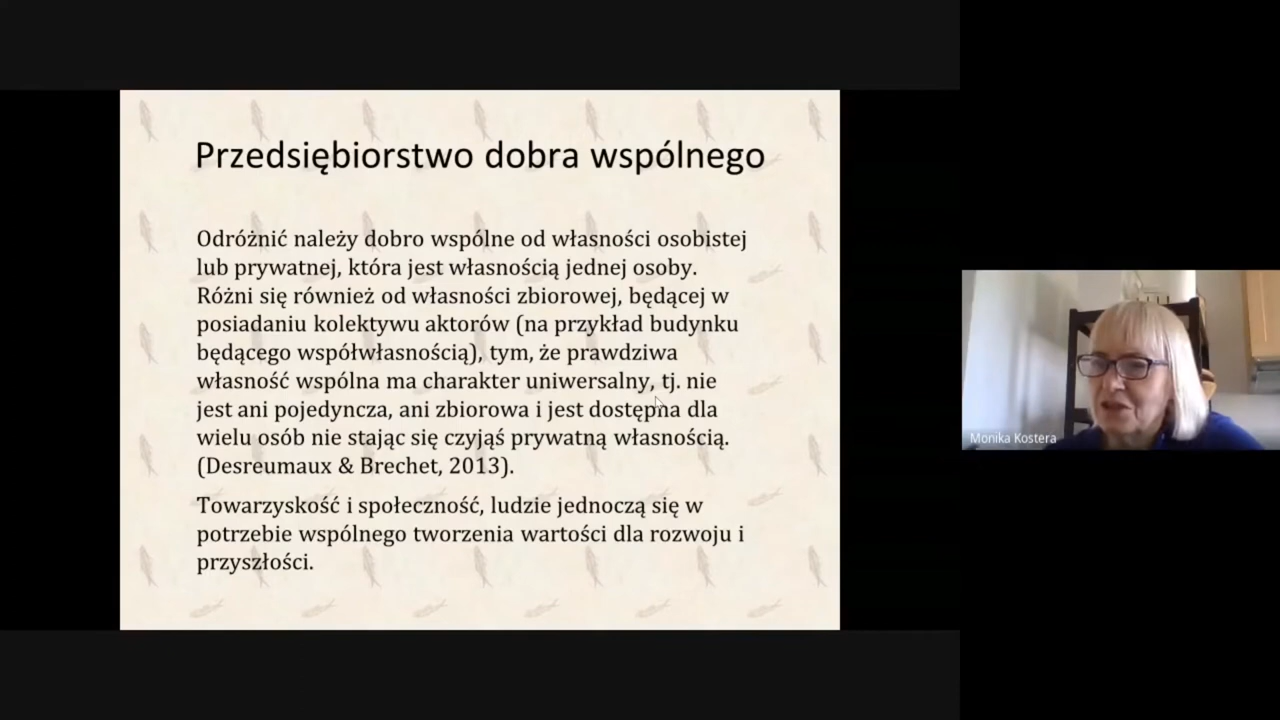 Przedsiębiorstwo dobra wspólnego
Odróżnić należy dobro wspólne od własności osobistej
lub prywatnej, która jest własnością jednej osoby.
Różni się również od własności zbiorowej, będącej w
posiadaniu kolektywu aktorów (na przykład budynku
będącego współwłasnością), tym, że prawdziwa
własność wspólna ma charakter uniwersalny, tj. nie
jest ani pojedyncza, ani zbiorowa i jest dostępna dla
wielu osób nie stając się czyjąś prywatną własnością.
(Desreumaux & Brechet, 2013).
Towarzyskość i społeczność, ludzie jednoczą się w
potrzebie wspólnego tworzenia wartości dla rozwoju i
przyszłości.
Monika Kostera